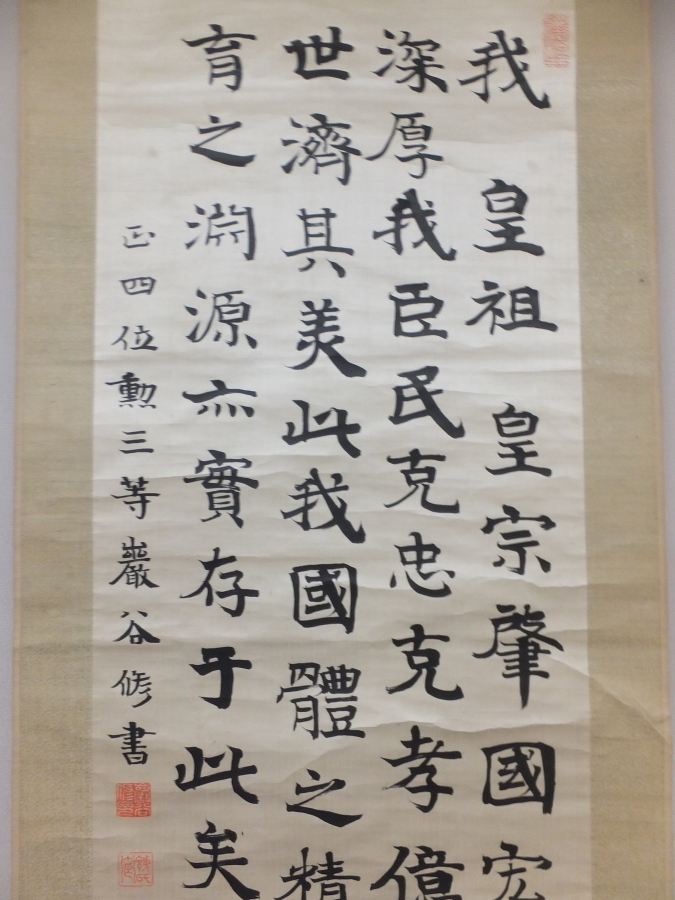 我 皇祖 皇宗肇國宏
深厚我臣民克忠克孝億
世濟其美此我國體之精
育之淵源亦實存于此矣
正四位勲三等巖谷修書